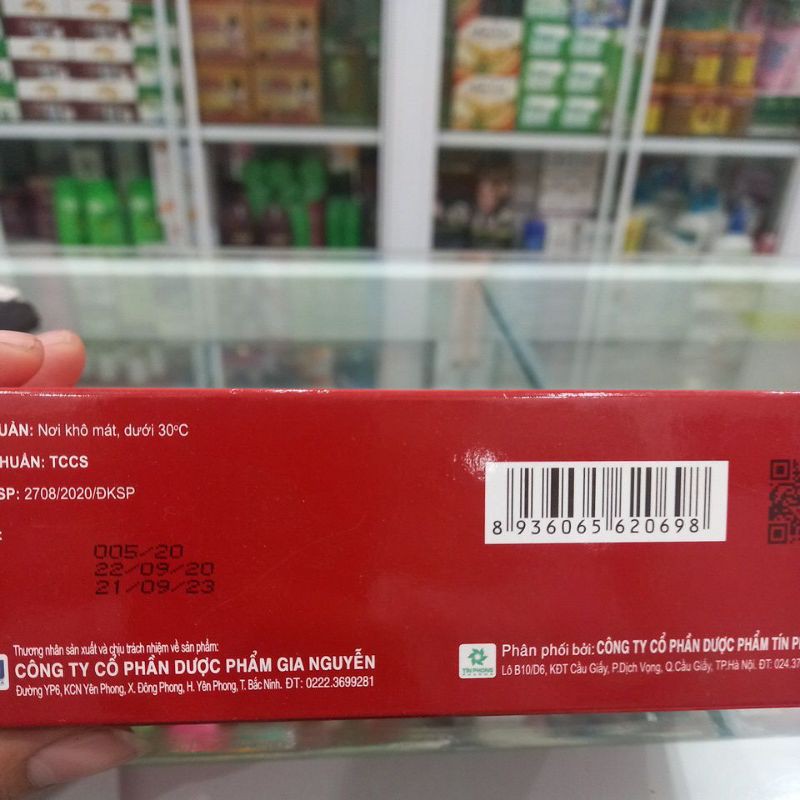 UẢN: Nơi khô mát, dưới 30°C
HUẨN: TCCS
SP: 2708/2020/ĐKSP
005/20
22/09/20
21/09/23
8 936065 620698
Thương nhân sản xuất và chịu trách nhiệm về sản phẩm:
CÔNG TY CỔ PHẦN DƯỢC PHẨM GIA NGUYỄN
Đường YP6, KCN Yên Phong, X. Đông Phong, H. Yên Phong, T. Bắc Ninh. ĐT: 0222.3699281
TÍN PHONG
Phân phối bởi: CÔNG TY CỔ PHẦN DƯỢC PHẨM TÍN P
Lô B10/D6, KĐT Cầu Giấy, P.Dịch Vọng, Q.Cầu Giấy, TP.Hà Nội. ĐT: 024.37